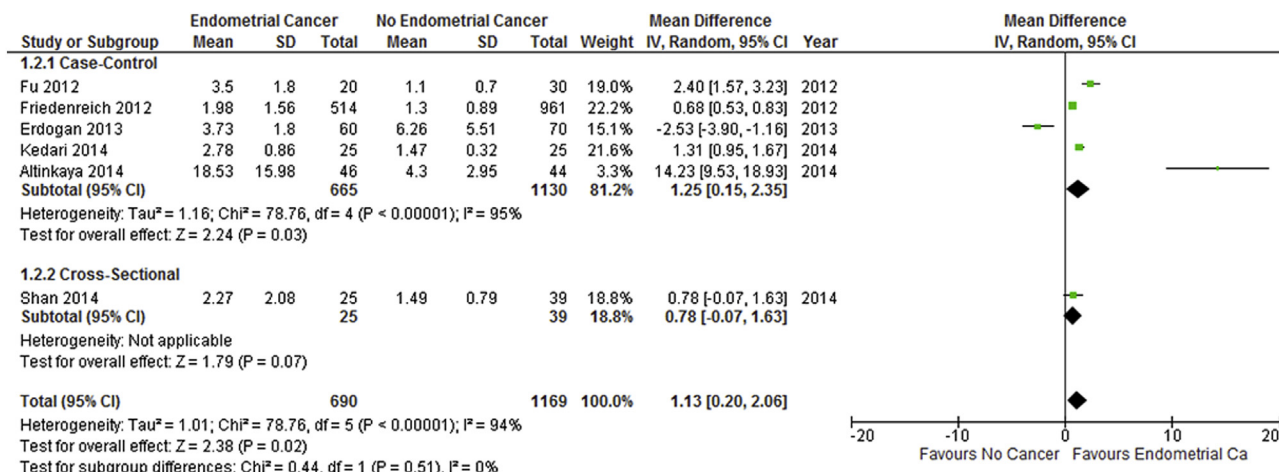 Endometrial Cancer No Endometrial Cancer Mean Difference Mean Difference
Study or Subgroup Mean SD Total Mean SD Total Weight IV, Random, 95% CI Year IV, Random, 95% CI
1.2.1 Case-Control
Fu 2012 3.5 1.8 20 1.1 0.7 30 19.0% 2.40 [1.57, 3.23] 2012
Friedenreich 2012 1.98 1.56 514 1.3 0.89 961 22.2% 0.68 [0.53, 0.83] 2012
Erdogan 2013 3.73 1.8 60 6.26 5.51 70 15.1% -2.53 [-3.90, -1.16] 2013
Kedari 2014 2.78 0.86 25 1.47 0.32 25 21.6% 1.31 [0.95, 1.67] 2014
Altinkaya 2014 18.53 15.98 46 4.3 2.95 44 3.3% 14.23 [9.53, 18.93] 2014
Subtotal (95% CI) 665 1130 81.2% 1.25 [0.15, 2.35]
Heterogeneity: Tau² = 1.16; Chi² = 78.76, df = 4 (P < 0.00001); I² = 95%
Test for overall effect: Z = 2.24 (P = 0.03)
1.2.2 Cross-Sectional
Shan 2014 2.27 2.08 25 1.49 0.79 39 18.8% 0.78 [-0.07, 1.63] 2014
Subtotal (95% CI) 25 39 18.8% 0.78 [-0.07, 1.63]
Heterogeneity: Not applicable
Test for overall effect: Z = 1.79 (P = 0.07)
Total (95% CI) 690 1169 100.0% 1.13 [0.20, 2.06]
Heterogeneity: Tau² = 1.01; Chi² = 78.76, df = 5 (P < 0.00001); I² = 94%
Test for overall effect: Z = 2.38 (P = 0.02)
Test for subgroup differences: Chi² = 0.44, df = 1 (P = 0.51), I² = 0%
-20 -10 0 10 20
Favours No Cancer Favours Endometrial Ca